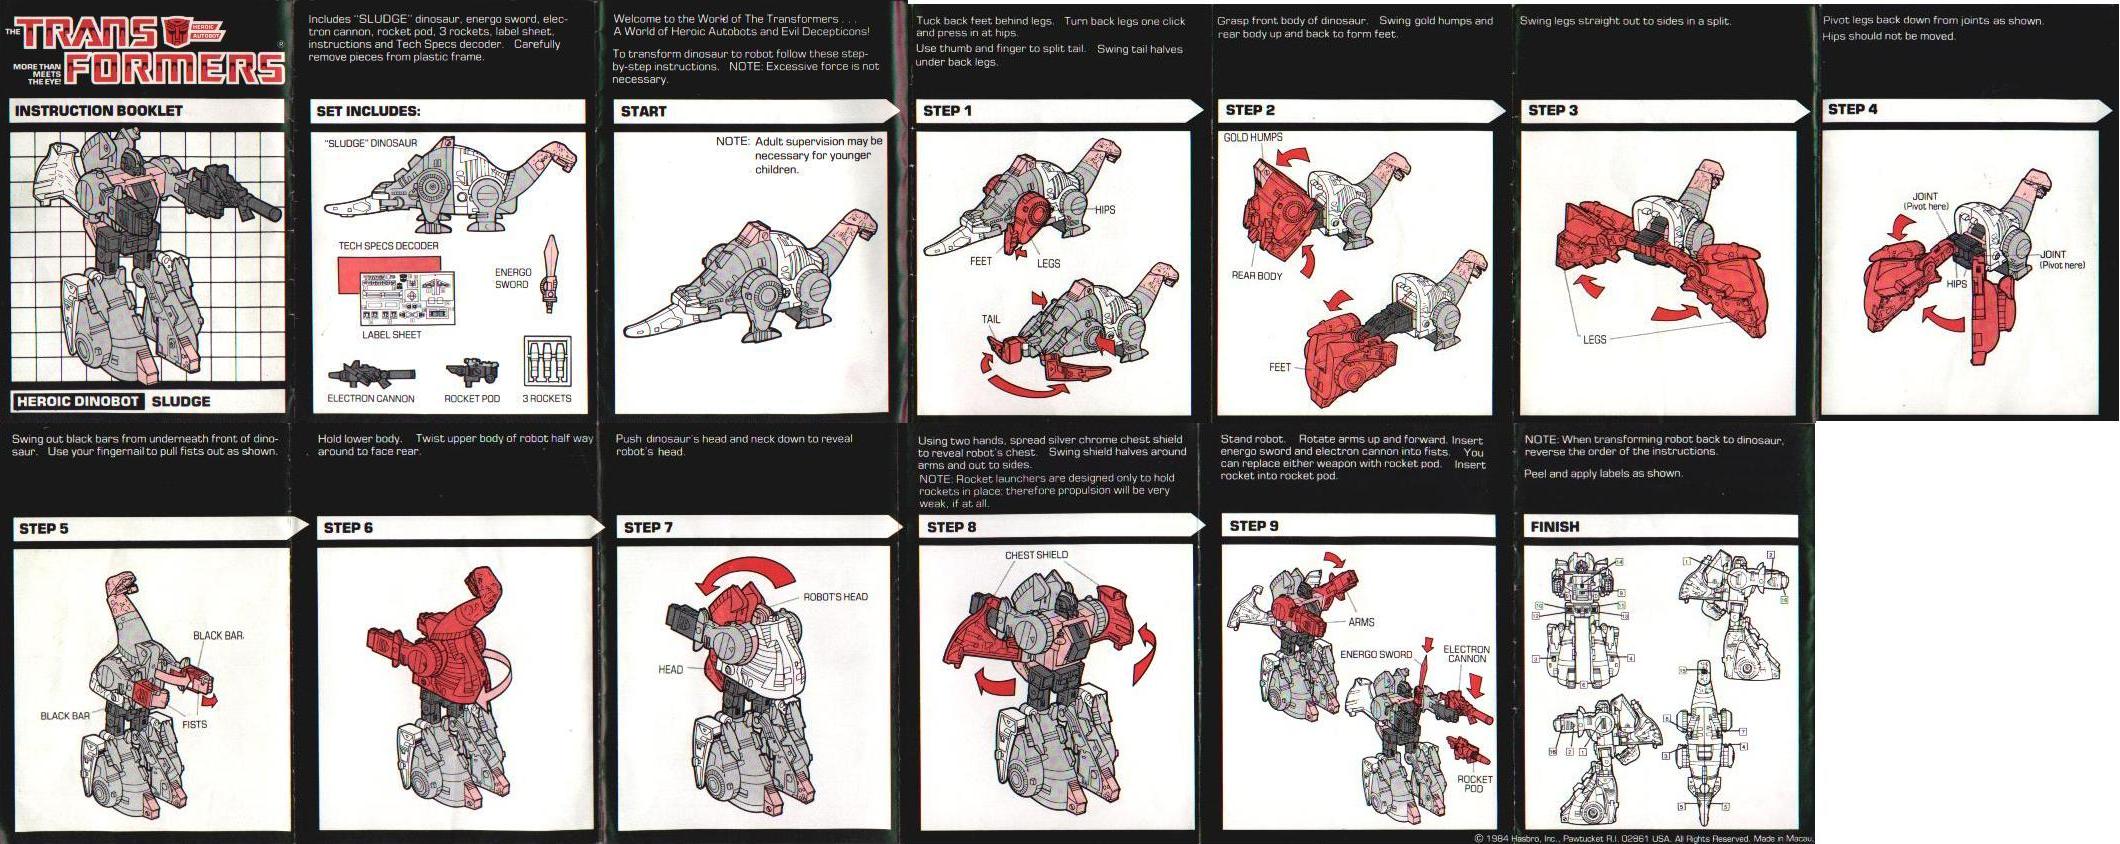 THE TRANSFORMERS
HEROIC AUTOBOT
®
MORE THAN
MEETS
THE EYE!
INSTRUCTION BOOKLET
HEROIC DINOBOT SLUDGE
Includes "SLUDGE" dinosaur, energo sword, elec-
tron cannon, rocket pod, 3 rockets, label sheet,
instructions and Tech Specs decoder. Carefully
remove pieces from plastic frame.
SET INCLUDES:
"SLUDGE" DINOSAUR
TECH SPECS DECODER
ENERGO
SWORD
LABEL SHEET
ELECTRON CANNON
ROCKET POD
3 ROCKETS
Welcome to the World of The Transformers . . .
A World of Heroic Autobots and Evil Decepticons!
To transform dinosaur to robot follow these step-
by-step instructions. NOTE: Excessive force is not
necessary.
START
NOTE: Adult supervision may be
necessary for younger
children.
Tuck back feet behind legs. Turn back legs one click
and press in at hips.
Use thumb and finger to split tail. Swing tail halves
under back legs.
STEP 1
HIPS
FEET
LEGS
TAIL
Grasp front body of dinosaur. Swing gold humps and
rear body up and back to form feet.
STEP 2
GOLD HUMPS
REAR BODY
FEET
Swing legs straight out to sides in a split.
STEP 3
LEGS
Pivot legs back down from joints as shown.
Hips should not be moved.
STEP 4
JOINT
(Pivot here)
JOINT
(Pivot here)
HIPS
Swing out black bars from underneath front of dino-
saur. Use your fingernail to pull fists out as shown.
STEP 5
BLACK BAR
BLACK BAR
FISTS
Hold lower body. Twist upper body of robot half way
around to face rear.
STEP 6
Push dinosaur's head and neck down to reveal
robot's head.
STEP 7
ROBOT'S HEAD
HEAD
Using two hands, spread silver chrome chest shield
to reveal robot's chest. Swing shield halves around
arms and out to sides.
NOTE: Rocket launchers are designed only to hold
rockets in place; therefore propulsion will be very
weak, if at all.
STEP 8
CHEST SHIELD
Stand robot. Rotate arms up and forward. Insert
energo sword and electron cannon into fists. You
can replace either weapon with rocket pod. Insert
rocket into rocket pod.
STEP 9
ARMS
ENERGO SWORD
ELECTRON
CANNON
ROCKET
POD
NOTE: When transforming robot back to dinosaur,
reverse the order of the instructions.
Peel and apply labels as shown.
FINISH
© 1984 Hasbro, Inc., Pawtucket R.I. 02861 USA. All Rights Reserved. Made in Macau.